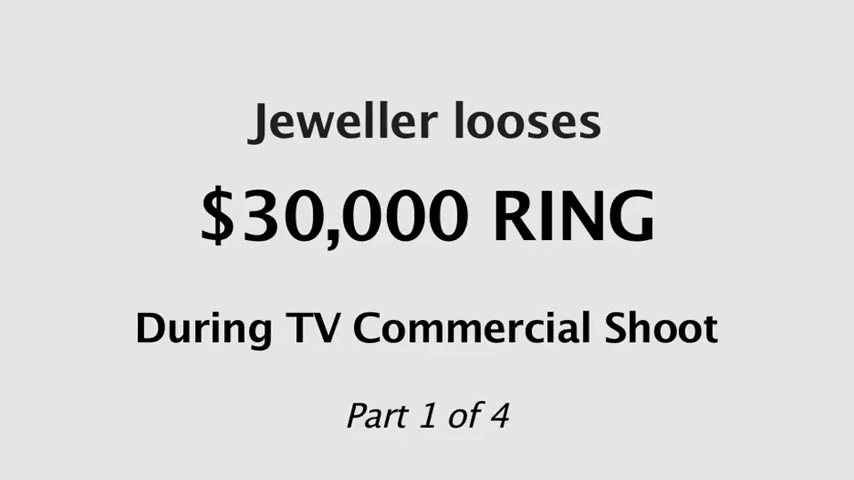 Jeweller looses
$30,000 RING
During TV Commercial Shoot
Part 1 of 4